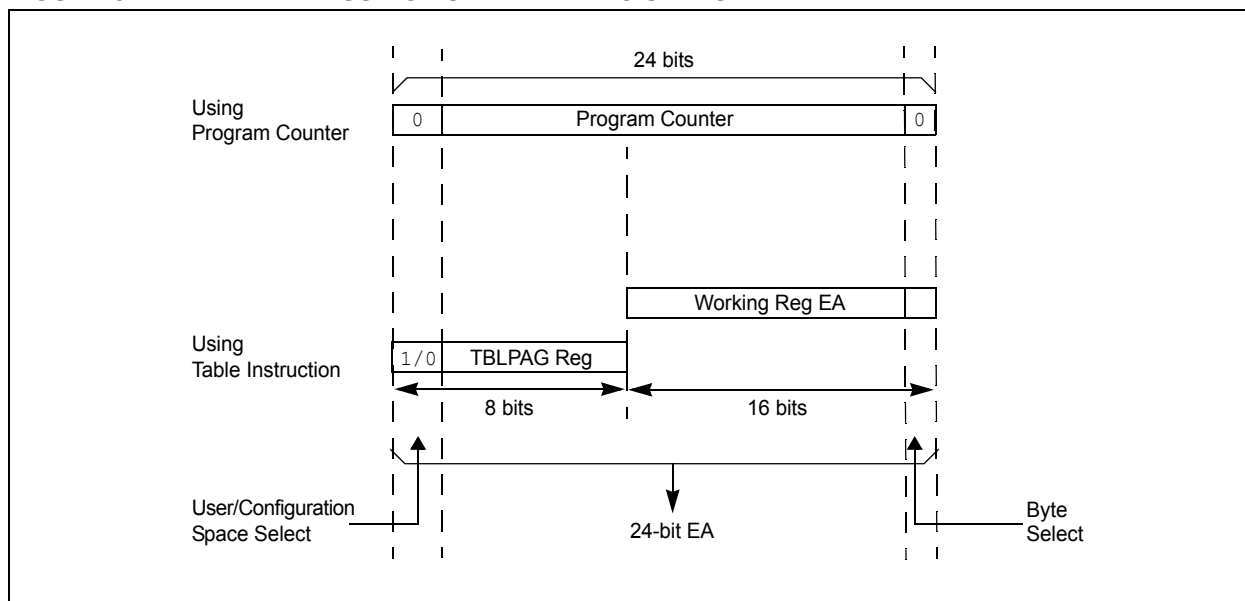 24 bits
Using
Program Counter
0
Program Counter
0
Working Reg EA
Using
Table Instruction
1/0
TBLPAG Reg
8 bits
16 bits
User/Configuration
Space Select
24-bit EA
Byte
Select